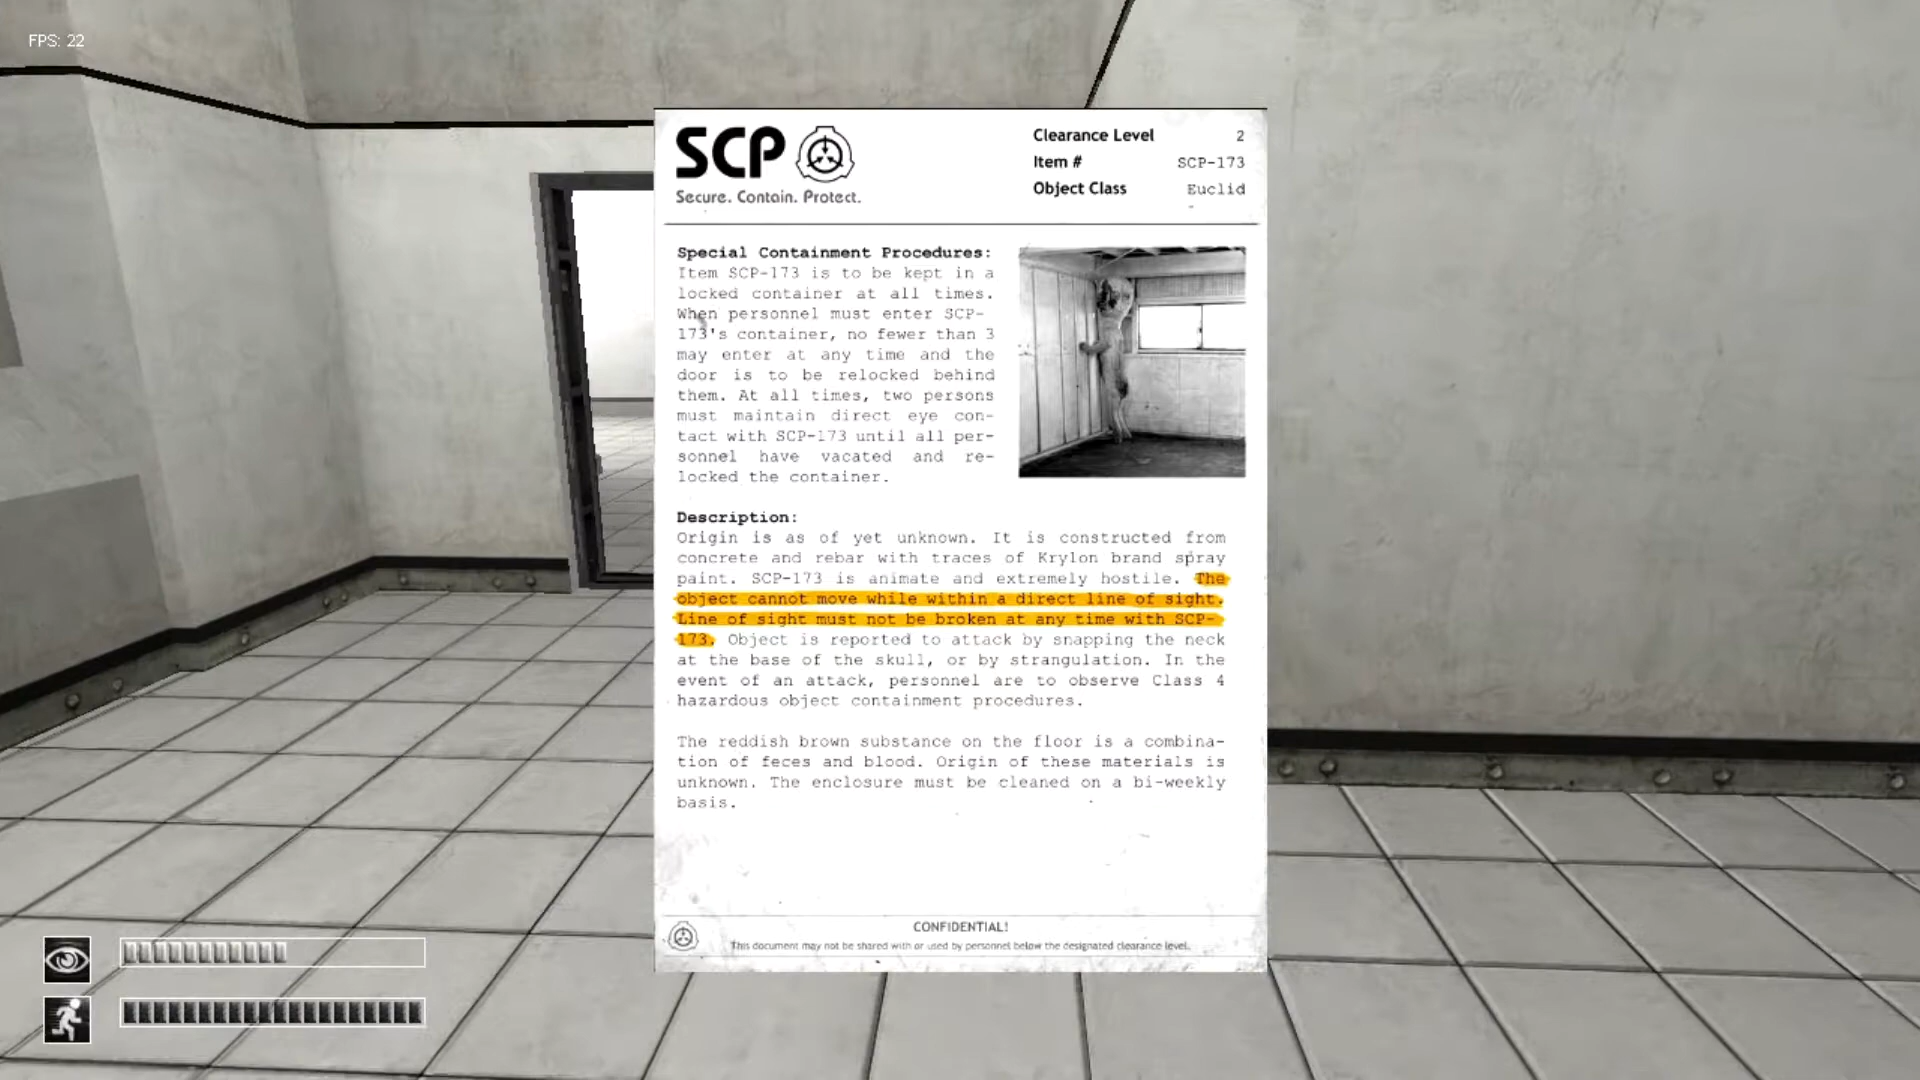 FPS: 22
SCP
Secure. Contain. Protect.
Clearance Level 2
Item # SCP-173
Object Class Euclid
Special Containment Procedures:
Item SCP-173 is to be kept in a
locked container at all times.
When personnel must enter SCP-
173's container, no fewer than 3
may enter at any time and the
door is to be relocked behind
them. At all times, two persons
must maintain direct eye con-
tact with SCP-173 until all per-
sonnel have vacated and re-
locked the container.
Description:
Origin is as of yet unknown. It is constructed from
concrete and rebar with traces of Krylon brand spray
paint. SCP-173 is animate and extremely hostile. The
object cannot move while within a direct line of sight.
Line of sight must not be broken at any time with SCP-
173. Object is reported to attack by snapping the neck
at the base of the skull, or by strangulation. In the
event of an attack, personnel are to observe Class 4
hazardous object containment procedures.
The reddish brown substance on the floor is a combina-
tion of feces and blood. Origin of these materials is
unknown. The enclosure must be cleaned on a bi-weekly
basis.
CONFIDENTIAL!
This document may not be shared with or used by personnel below the designated clearance level.